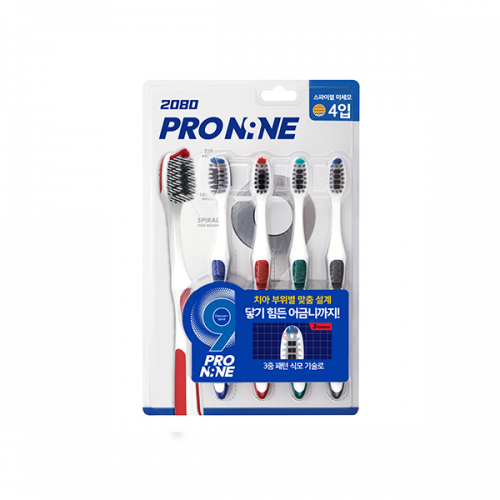 2080
PRO N:NE
스파이럴 미세모
4입
TIP
SPIRAL
치아 부위별 맞춤 설계
닿기 힘든 어금니까지!
9
PRO
N:NE
3중 패턴 식모 기술로